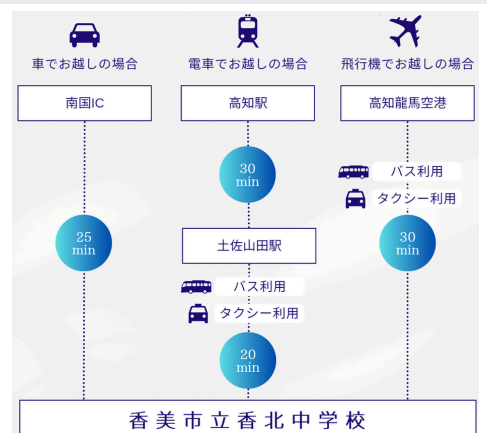 車でお越しの場合
電車でお越しの場合
飛行機でお越しの場合
南国IC
高知駅
高知龍馬空港
30
min
バス利用
タクシー利用
25
min
土佐山田駅
30
min
バス利用
タクシー利用
20
min
香美市立香北中学校